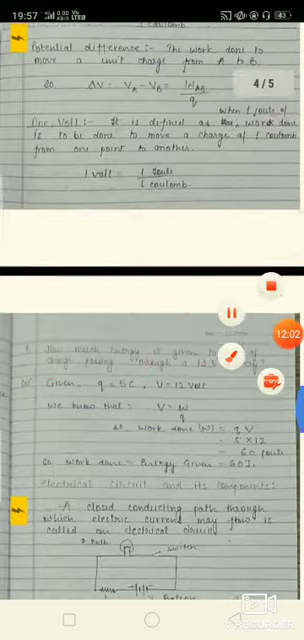 19:57
43
1 coulomb
Potential difference :- The work done to
move a unit charge from A to B.
So, ΔV = VA - VB = WAB
q
4/5
when 1 joule of
One Volt :- It is defined as the, work done
is to be done to move a charge of 1 coulomb
from one point to another.
1 volt = 1 Joule
1 coulomb.
12:02
How much energy is given to of
charge passing through a 12 V
Given, q = 5C, V = 12 Volt
We know that : V = W
q
so work done (W) = q V
= 5 × 12
= 60 joule
so work done = Energy given = 60J.
Electrical circuit and its components:
- A closed conducting path through
which electric current may flow is
called an electrical circuit.
switch